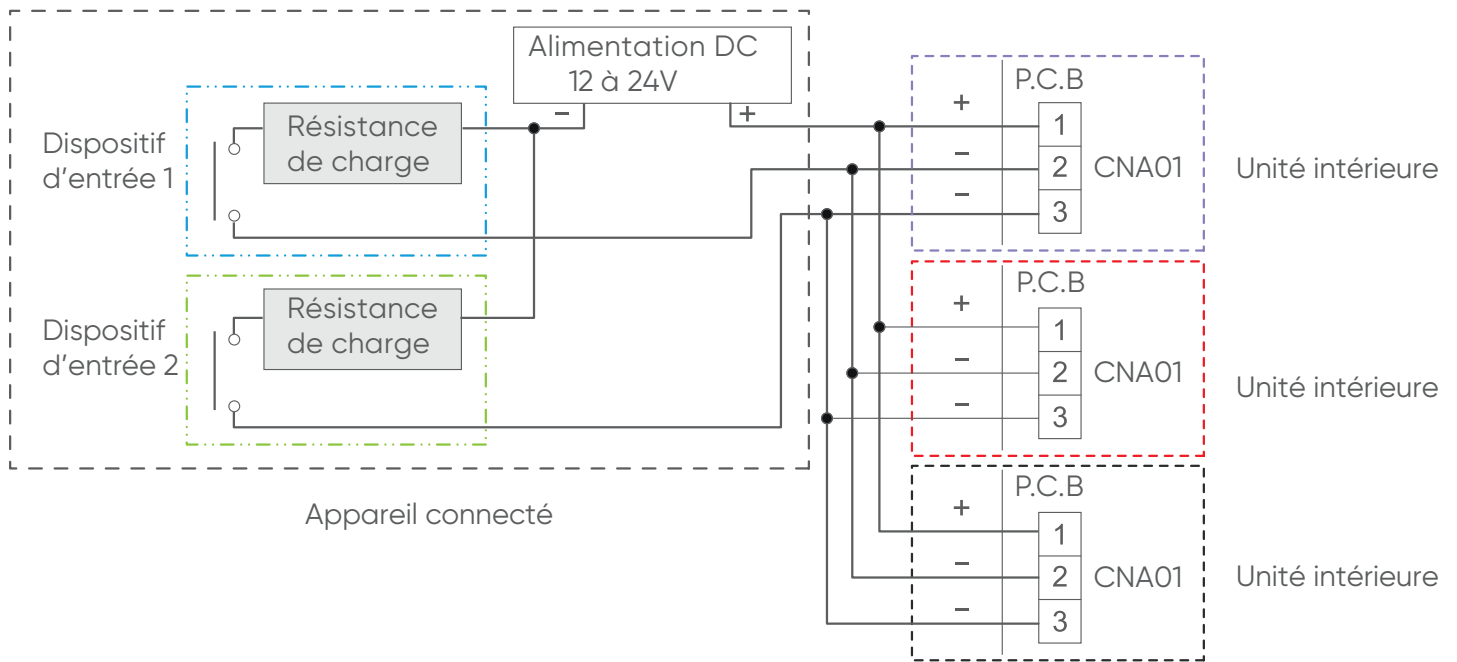 Alimentation DC
12 à 24V
−
+
Dispositif
d'entrée 1
Résistance
de charge
Dispositif
d'entrée 2
Résistance
de charge
Appareil connecté
P.C.B
+
1
−
2
CNA01
−
3
Unité intérieure
P.C.B
+
1
−
2
CNA01
−
3
Unité intérieure
P.C.B
+
1
−
2
CNA01
−
3
Unité intérieure